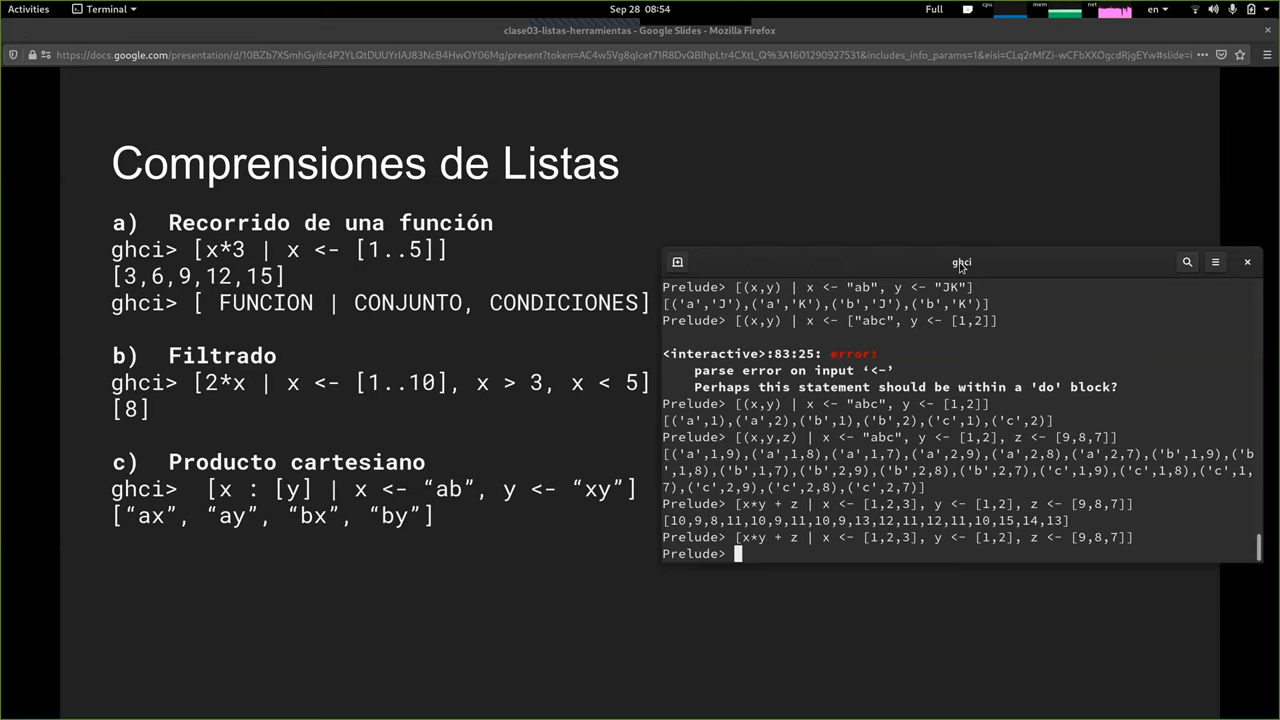 Activities
Terminal
Sep 28 08:54
Full
cpu
mem
net
en
clase03-listas-herramientas - Google Slides - Mozilla Firefox
Comprensiones de Listas
a) Recorrido de una función
ghci> [x*3 | x <- [1..5]]
[3,6,9,12,15]
ghci> [ FUNCION | CONJUNTO, CONDICIONES]
b) Filtrado
ghci> [2*x | x <- [1..10], x > 3, x < 5]
[8]
c) Producto cartesiano
ghci> [x : [y] | x <- “ab”, y <- “xy”]
[“ax”, “ay”, “bx”, “by”]
ghci
Prelude> [(x,y) | x <- "ab", y <- "JK"]
[('a','J'),('a','K'),('b','J'),('b','K')]
Prelude> [(x,y) | x <- ["abc", y <- [1,2]]
<interactive>:83:25: error:
parse error on input ‘<-’
Perhaps this statement should be within a 'do' block?
Prelude> [(x,y) | x <- "abc", y <- [1,2]]
[('a',1),('a',2),('b',1),('b',2),('c',1),('c',2)]
Prelude> [(x,y,z) | x <- "abc", y <- [1,2], z <- [9,8,7]]
[('a',1,9),('a',1,8),('a',1,7),('a',2,9),('a',2,8),('a',2,7),('b',1,9),('b
',1,8),('b',1,7),('b',2,9),('b',2,8),('b',2,7),('c',1,9),('c',1,8),('c',1,
7),('c',2,9),('c',2,8),('c',2,7)]
Prelude> [x*y + z | x <- [1,2,3], y <- [1,2], z <- [9,8,7]]
[10,9,8,11,10,9,11,10,9,13,12,11,12,11,10,15,14,13]
Prelude> [x*y + z | x <- [1,2,3], y <- [1,2], z <- [9,8,7]]
Prelude>